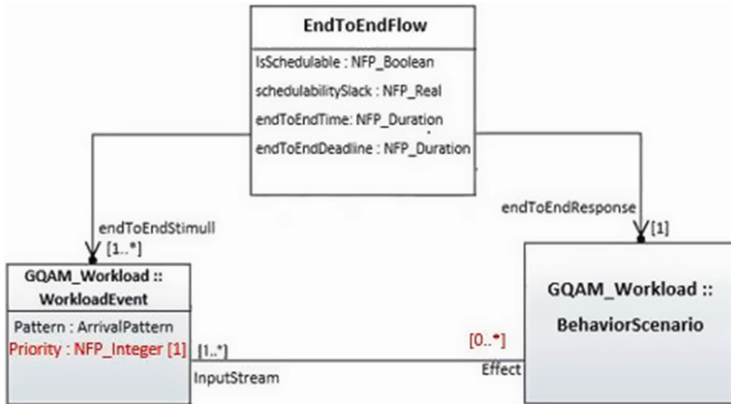 EndToEndFlow
IsSchedulable : NFP_Boolean
schedulabilitySlack : NFP_Real
endToEndTime: NFP_Duration
endToEndDeadline : NFP_Duration
endToEndStimull
[1..*]
endToEndResponse
[1]
GQAM_Workload ::
WorkloadEvent
Pattern : ArrivalPattern
Priority : NFP_Integer [1]
[1..*]
InputStream
[0..*]
Effect
GQAM_Workload ::
BehaviorScenario